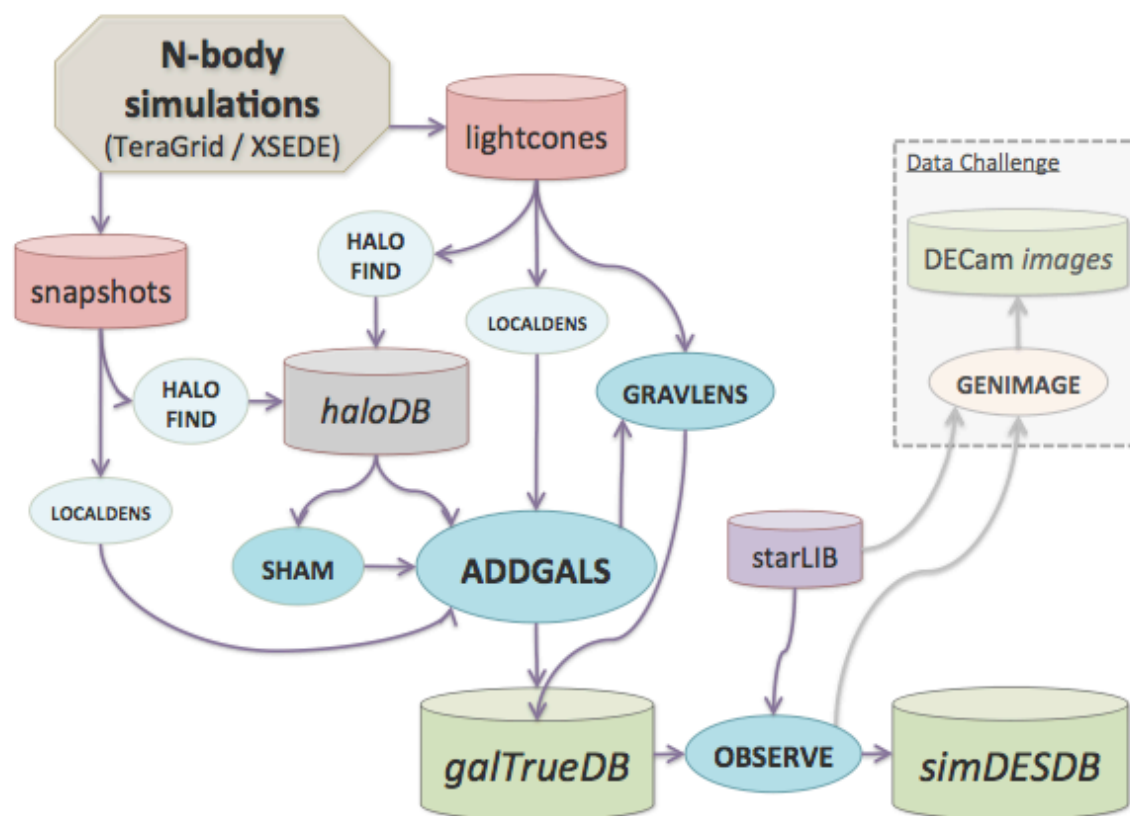 N-body
simulations
(TeraGrid / XSEDE)
lightcones
Data Challenge
DECam images
HALO
FIND
snapshots
LOCALDENS
HALO
FIND
haloDB
GRAVLENS
GENIMAGE
LOCALDENS
SHAM
ADDGALS
starLIB
galTrueDB
OBSERVE
simDESDB